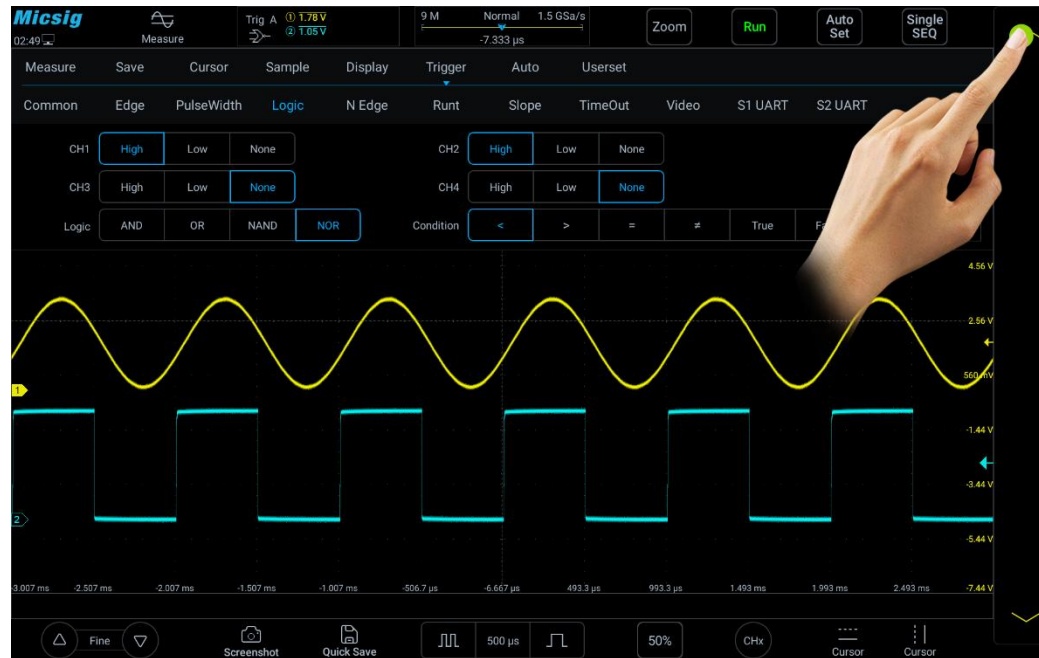 Micsig
02:49
Measure
Trig A ① 1.78 V
② 1.05 V
9 M Normal 1.5 GSa/s
-7.333 µs
Zoom
Run
Auto Set
Single SEQ
Measure Save Cursor Sample Display Trigger Auto Userset
Common Edge PulseWidth Logic N Edge Runt Slope TimeOut Video S1 UART S2 UART
CH1 High Low None CH2 High Low None
CH3 High Low None CH4 High Low None
Logic AND OR NAND NOR Condition < > = ≠ True
4.56 V
2.56 V
560 mV
1
-1.44 V
-3.44 V
2
-5.44 V
-3.007 ms -2.507 ms -2.007 ms -1.507 ms -1.007 ms -506.7 µs -6.667 µs 493.3 µs 993.3 µs 1.493 ms 1.993 ms 2.493 ms -7.44 V
Fine
Screenshot
Quick Save
500 µs
50%
CHx
Cursor
Cursor